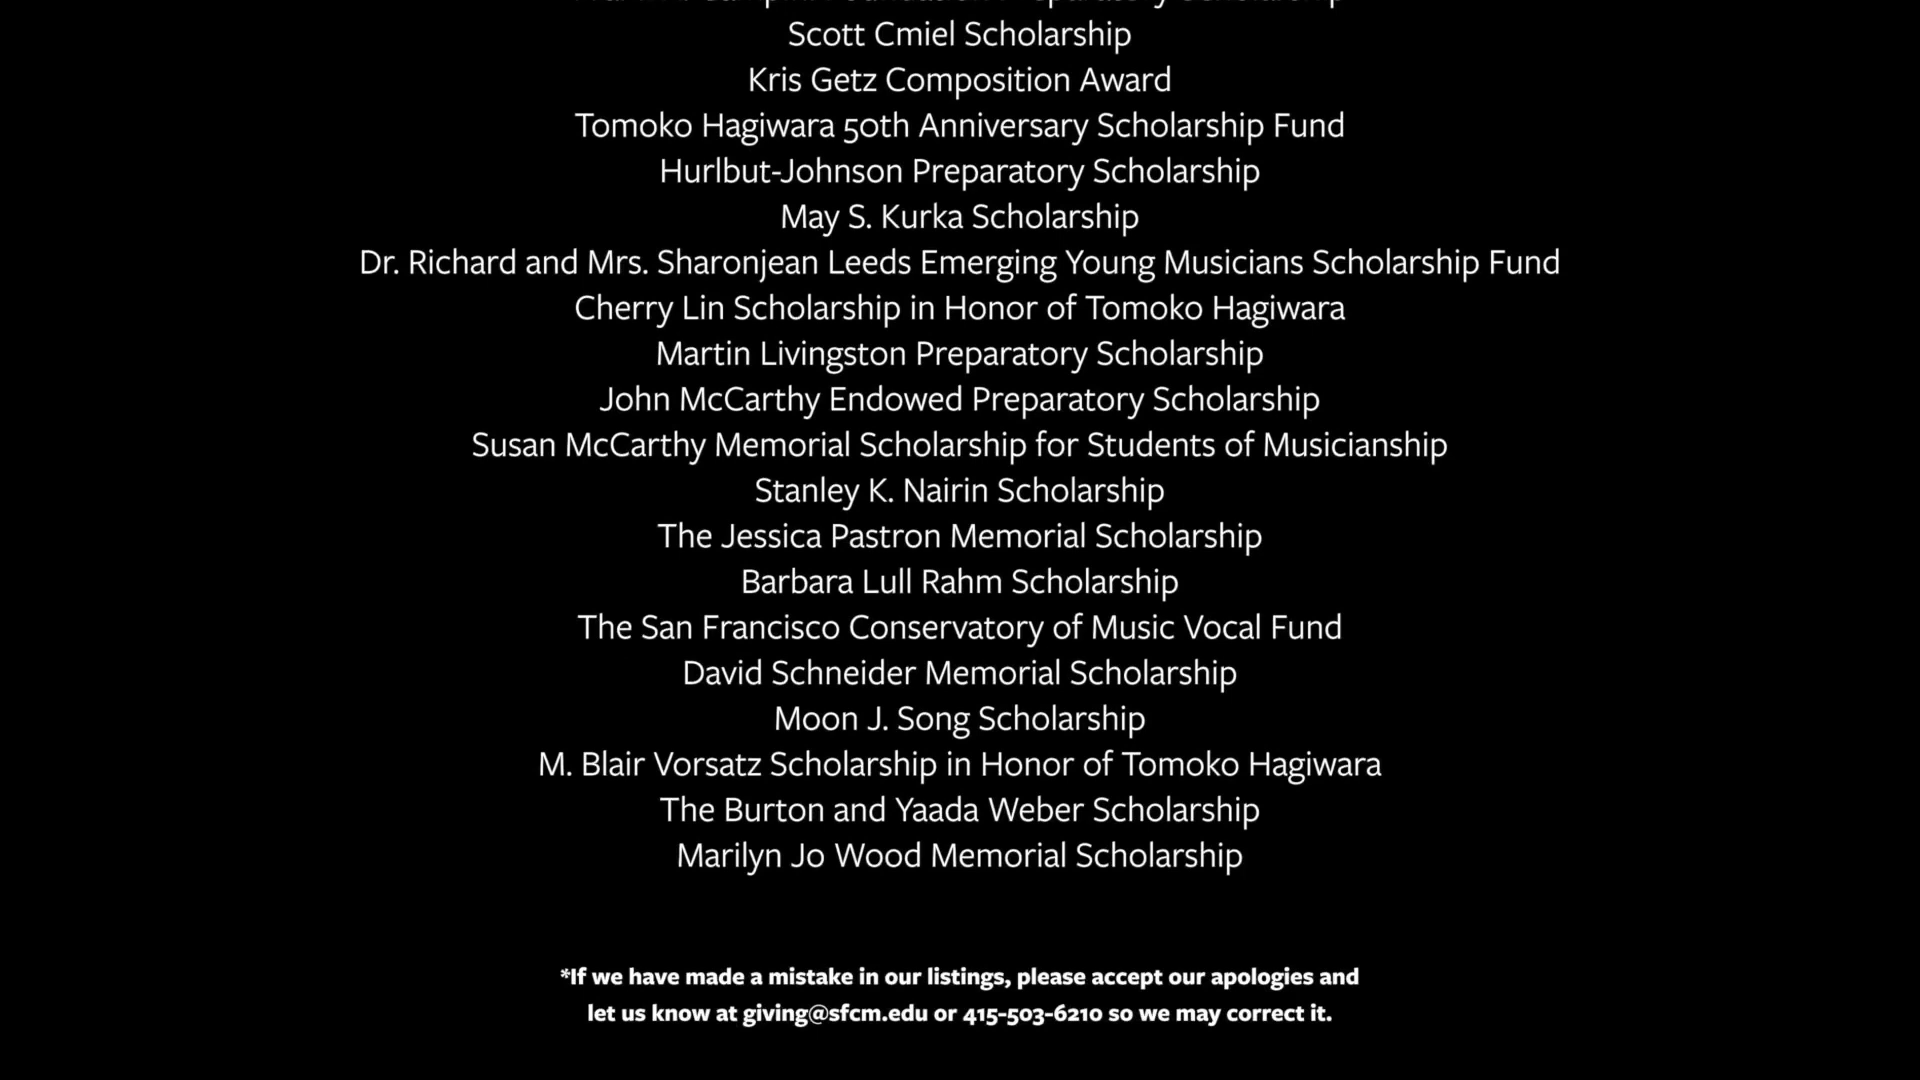 Scott Cmiel Scholarship
Kris Getz Composition Award
Tomoko Hagiwara 50th Anniversary Scholarship Fund
Hurlbut-Johnson Preparatory Scholarship
May S. Kurka Scholarship
Dr. Richard and Mrs. Sharonjean Leeds Emerging Young Musicians Scholarship Fund
Cherry Lin Scholarship in Honor of Tomoko Hagiwara
Martin Livingston Preparatory Scholarship
John McCarthy Endowed Preparatory Scholarship
Susan McCarthy Memorial Scholarship for Students of Musicianship
Stanley K. Nairin Scholarship
The Jessica Pastron Memorial Scholarship
Barbara Lull Rahm Scholarship
The San Francisco Conservatory of Music Vocal Fund
David Schneider Memorial Scholarship
Moon J. Song Scholarship
M. Blair Vorsatz Scholarship in Honor of Tomoko Hagiwara
The Burton and Yaada Weber Scholarship
Marilyn Jo Wood Memorial Scholarship
*If we have made a mistake in our listings, please accept our apologies and
let us know at giving@sfcm.edu or 415-503-6210 so we may correct it.